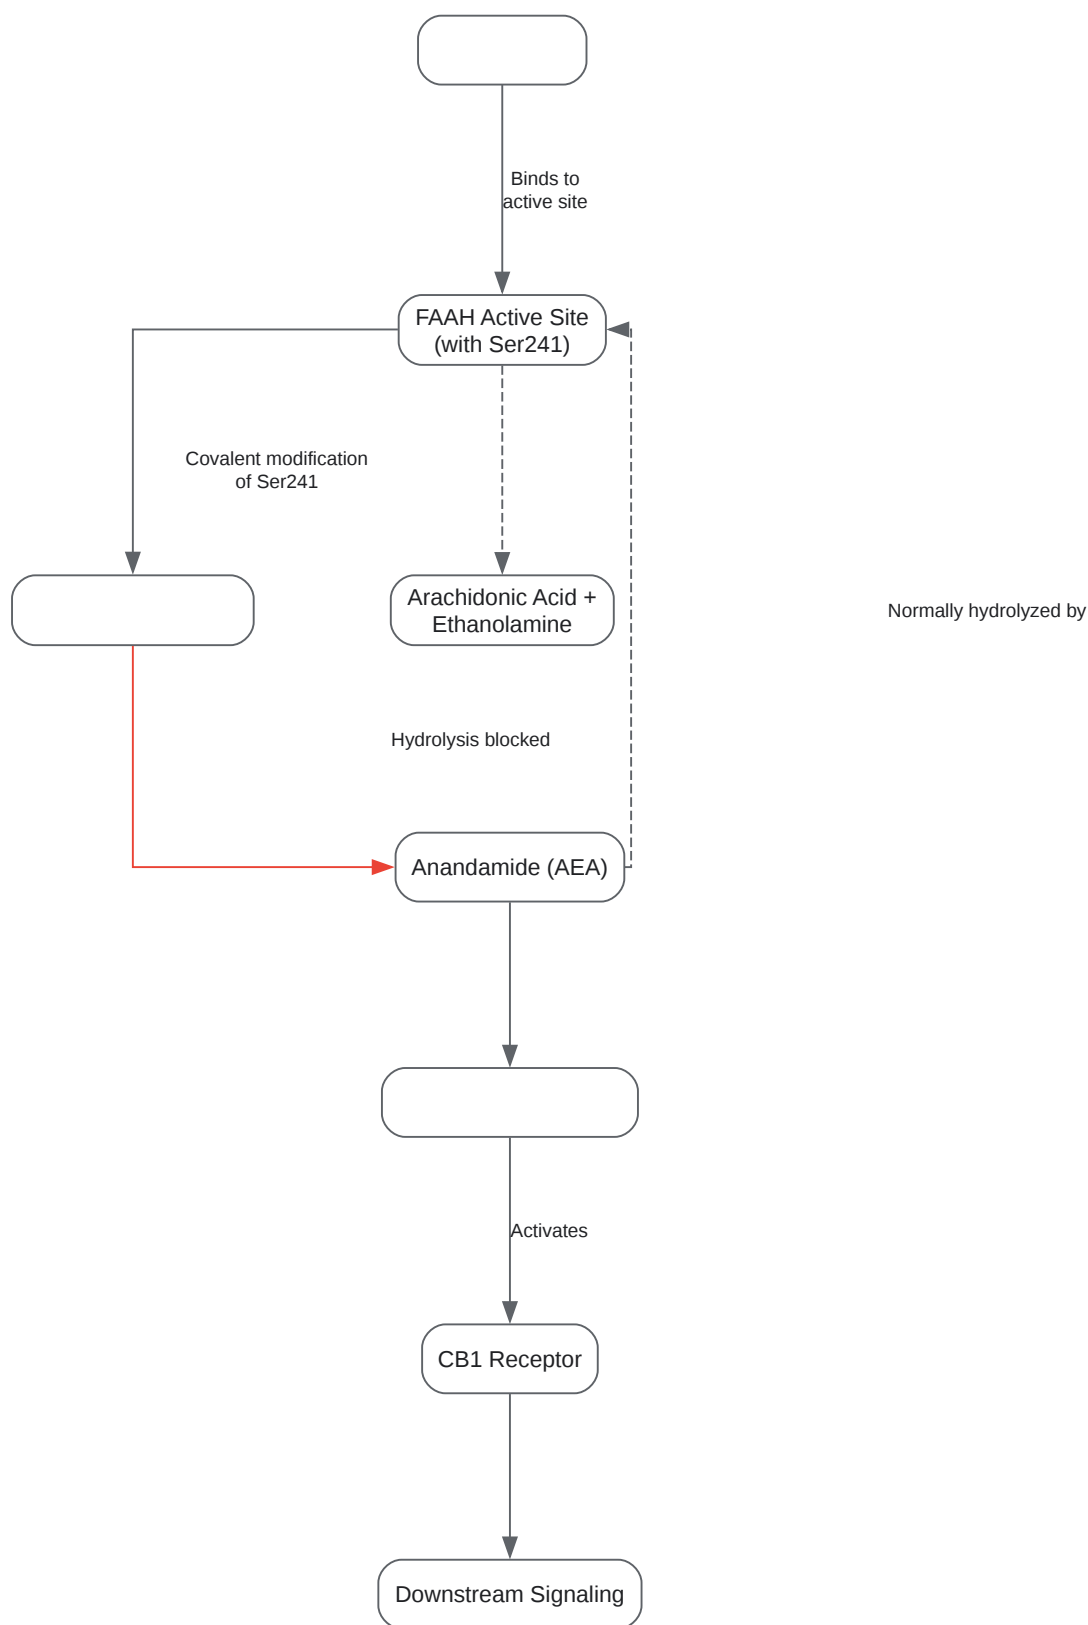 Binds to
active site
FAAH Active Site
(with Ser241)
Covalent modification
of Ser241
Arachidonic Acid +
Ethanolamine
Normally hydrolyzed by
Hydrolysis blocked
Anandamide (AEA)
Activates
CB1 Receptor
Downstream Signaling